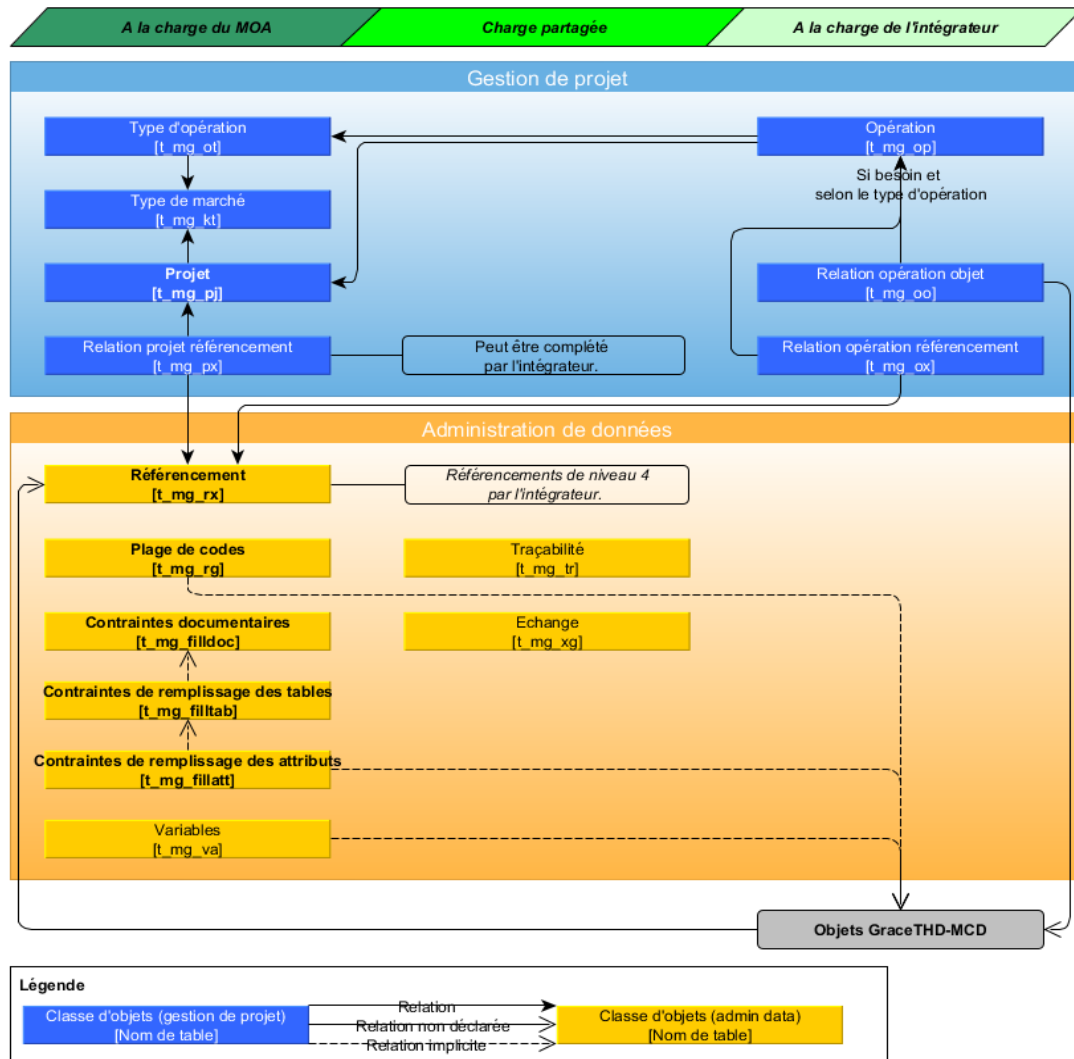 A la charge du MOA
Charge partagée
A la charge de l'intégrateur
Gestion de projet
Type d'opération
[t_mg_ot]
Opération
[t_mg_op]
Si besoin et
selon le type d'opération
Type de marché
[t_mg_kt]
Projet
[t_mg_pj]
Relation opération objet
[t_mg_oo]
Relation projet référencement
[t_mg_px]
Peut être complété
par l'intégrateur.
Relation opération référencement
[t_mg_ox]
Administration de données
Référencement
[t_mg_rx]
Référencements de niveau 4
par l'intégrateur.
Plage de codes
[t_mg_rg]
Traçabilité
[t_mg_tr]
Contraintes documentaires
[t_mg_filldoc]
Echange
[t_mg_xg]
Contraintes de remplissage des tables
[t_mg_filltab]
Contraintes de remplissage des attributs
[t_mg_fillatt]
Variables
[t_mg_va]
Objets GraceTHD-MCD
Légende
Classe d'objets (gestion de projet)
[Nom de table]
Relation
Relation non déclarée
Relation implicite
Classe d'objets (admin data)
[Nom de table]